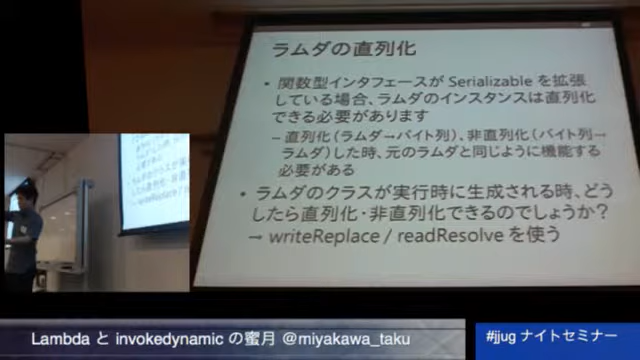 ラムダの直列化
• 関数型インタフェースが Serializable を拡張
している場合、ラムダのインスタンスは直列化
できる必要があります
– 直列化(ラムダ→バイト列)、非直列化(バイト列→
ラムダ)した時、元のラムダと同じように機能する
必要がある
• ラムダのクラスが実行時に生成される時、どう
したら直列化・非直列化できるのでしょうか?
→ writeReplace / readResolve を使う
Lambda と invokedynamic の蜜月 @miyakawa_taku
#jjug ナイトセミナー